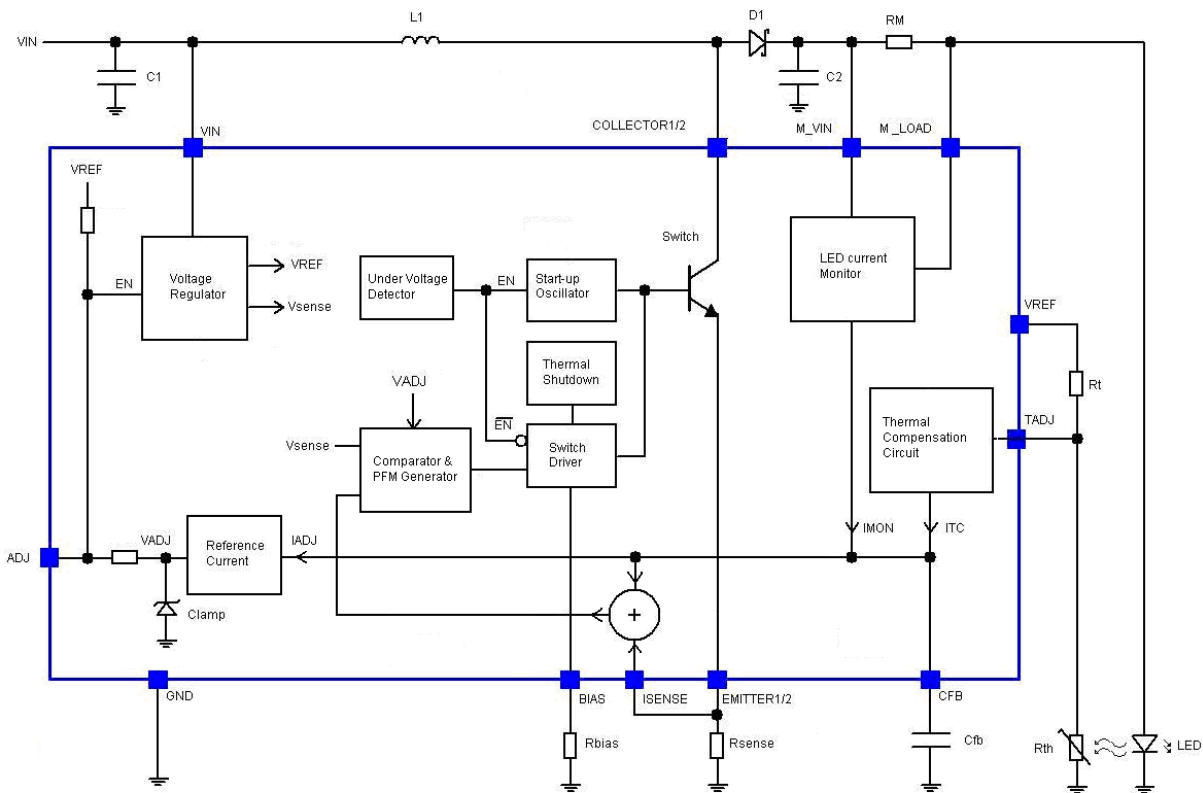 L1
D1
RM
VIN
C1
C2
VIN
COLLECTOR1/2
M_VIN
M_LOAD
VREF
Switch
Voltage
Regulator
EN
VREF
Vsense
Under Voltage
Detector
EN
Start-up
Oscillator
LED current
Monitor
VREF
Thermal
Shutdown
Rt
VADJ
EN
TADJ
Thermal
Compensation
Circuit
Vsense
Comparator &
PFM Generator
Switch
Driver
ADJ
VADJ
Reference
Current
IADJ
IMON
ITC
Clamp
+
GND
BIAS
ISENSE
EMITTER1/2
CFB
Rbias
Rsense
Cfb
Rth
LED